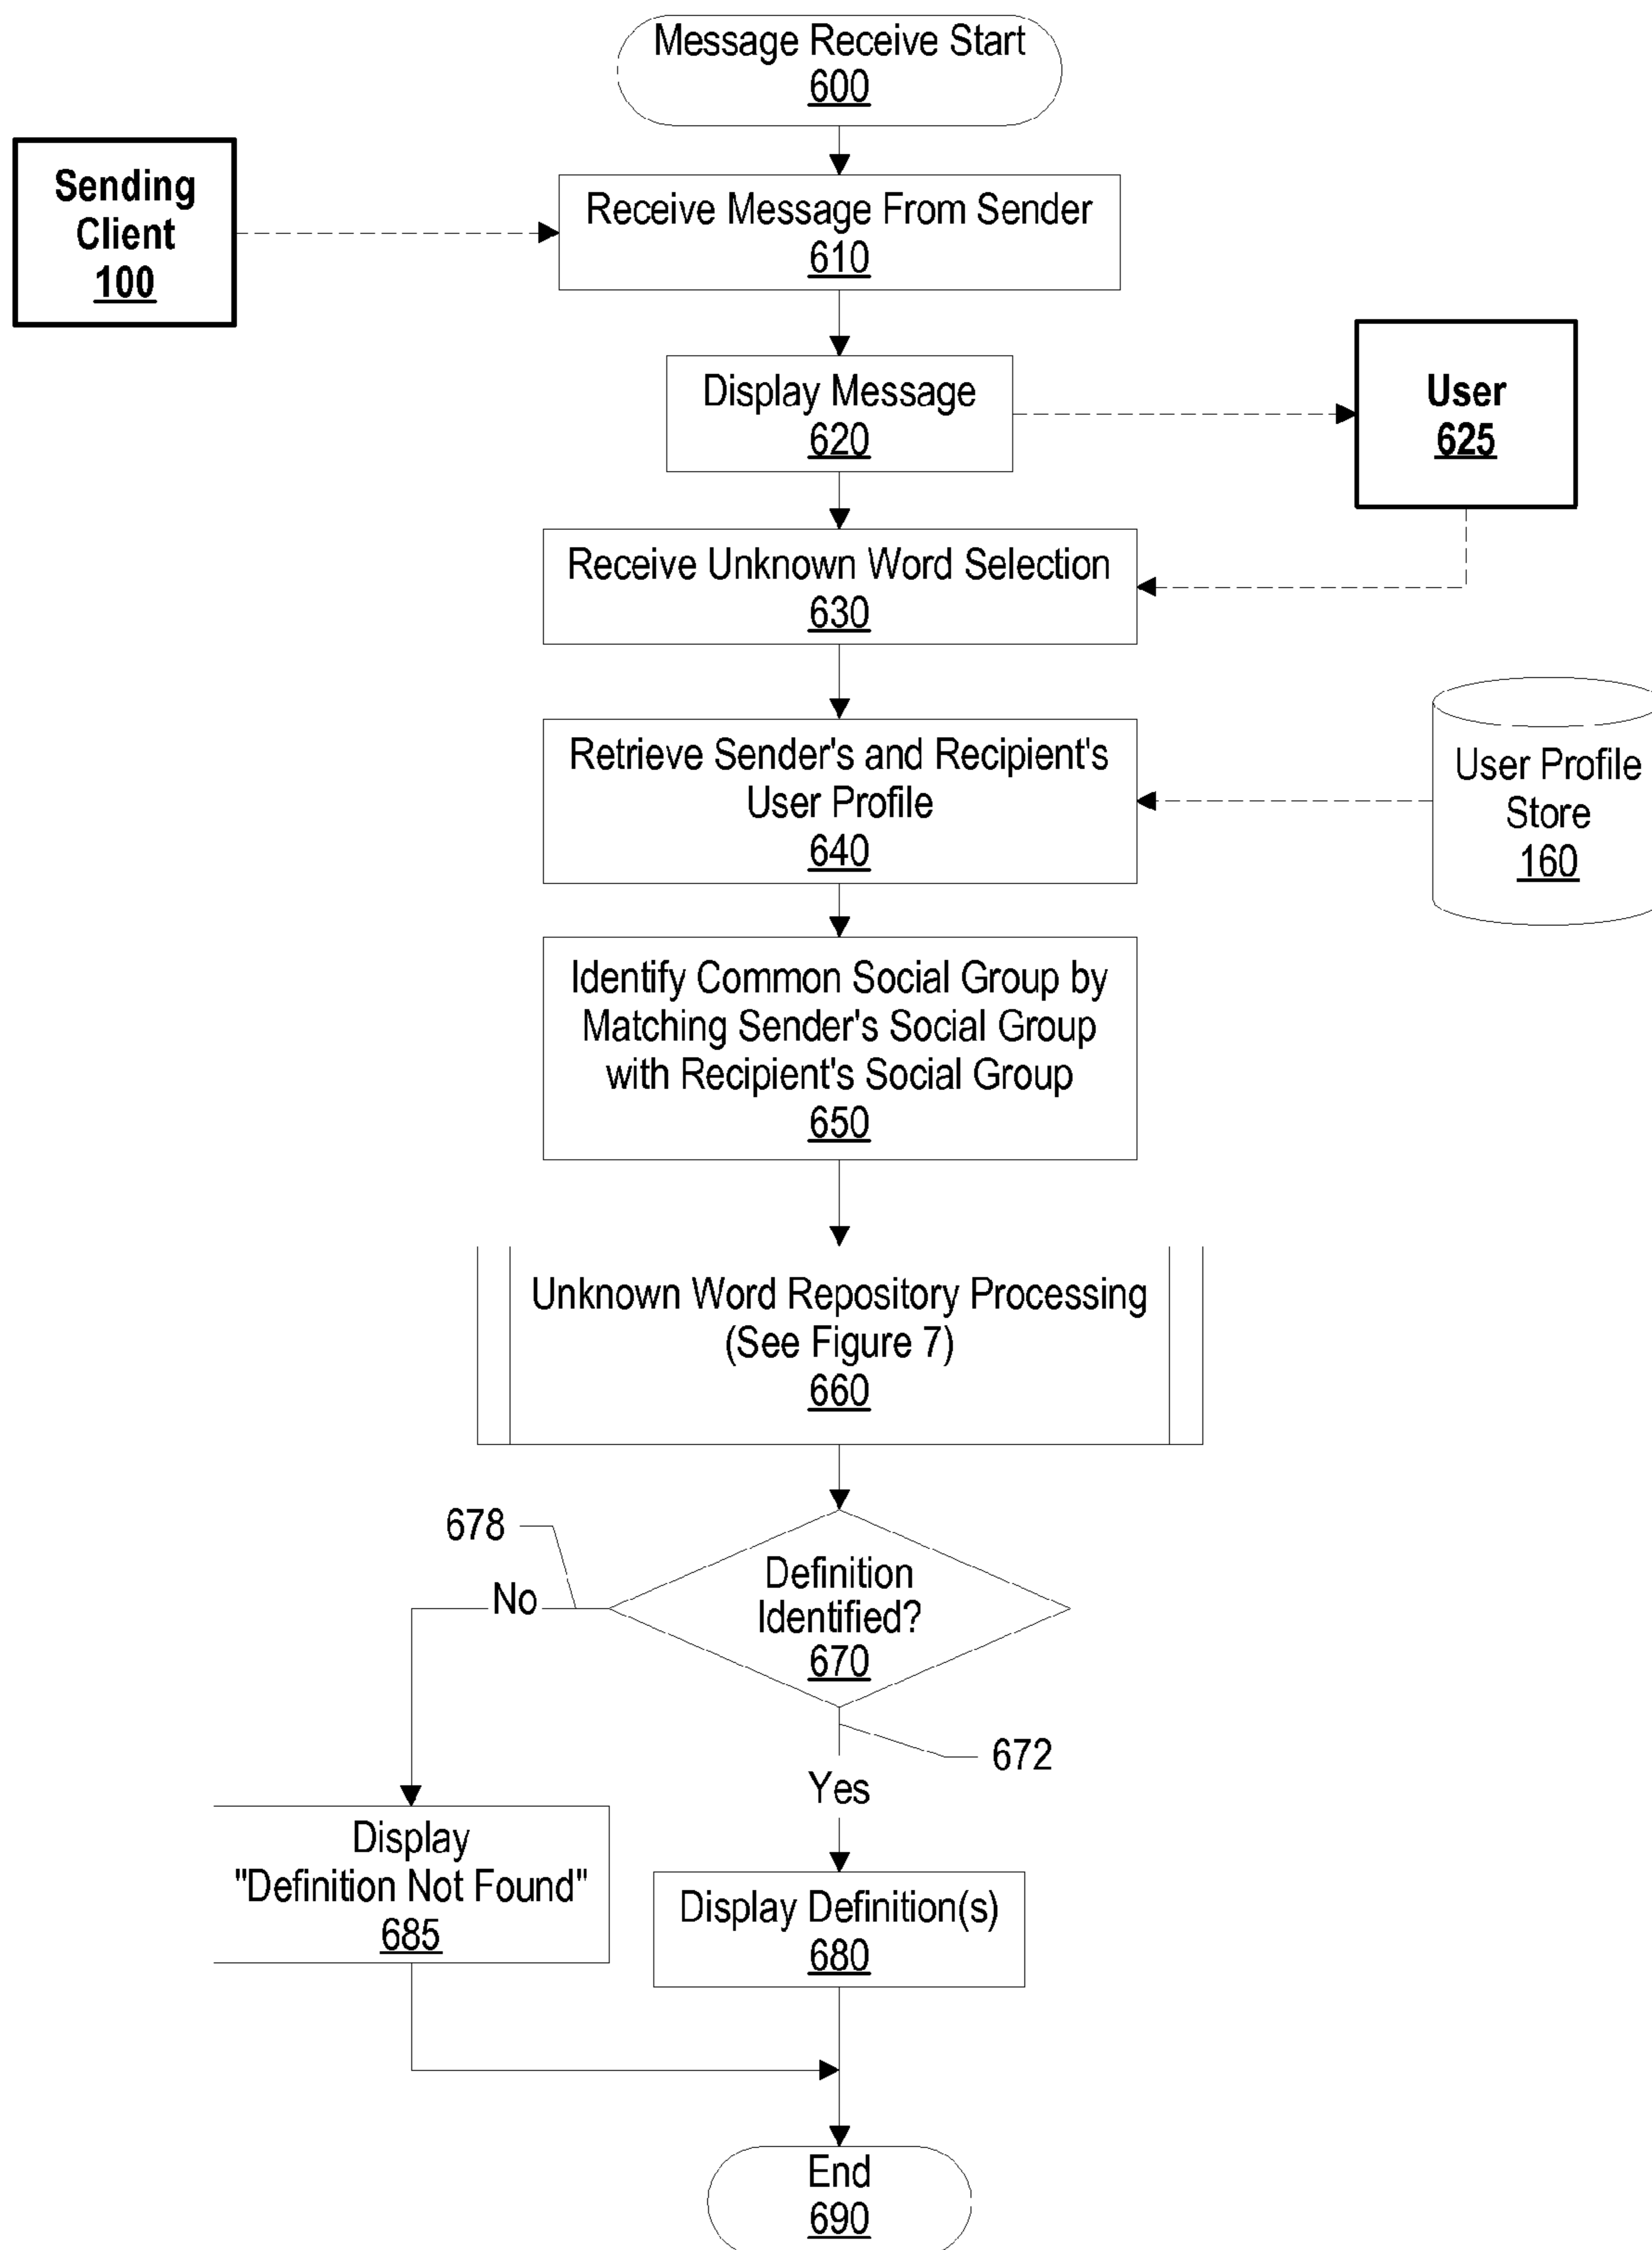 Message Receive Start
600
Sending
Client
100
Receive Message From Sender
610
Display Message
620
User
625
Receive Unknown Word Selection
630
Retrieve Sender's and Recipient's
User Profile
640
User Profile
Store
160
Identify Common Social Group by
Matching Sender's Social Group
with Recipient's Social Group
650
Unknown Word Repository Processing
(See Figure 7)
660
678
No
Definition
Identified?
670
672
Yes
Display
"Definition Not Found"
685
Display Definition(s)
680
End
690